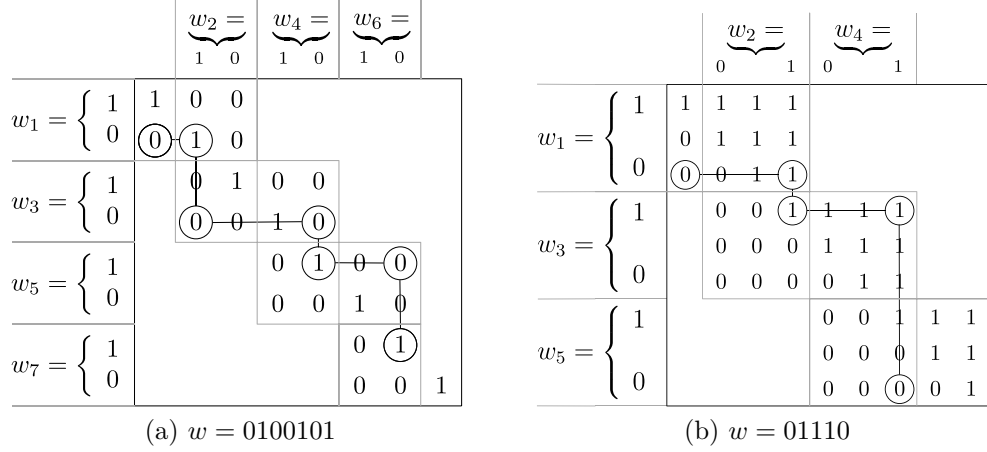 w₂ = w₄ = w₆ =
1 0 1 0 1 0
1 1 0 0
w₁ =
0 0 1 0
1 0 1 0 0
w₃ =
0 0 0 1 0
1 0 1 0 0
w₅ =
0 0 0 1 0
1 0 1
w₇ =
0 0 0 1
(a) w = 0100101
w₂ = w₄ =
0 1 0 1
1 1 1 1 1
w₁ = 0 1 1 1
0 0 0 1 1
1 0 0 1 1 1 1
w₃ = 0 0 0 1 1 1
0 0 0 0 0 1 1
1 0 0 1 1 1
w₅ = 0 0 0 1 1
0 0 0 0 0 1
(b) w = 01110